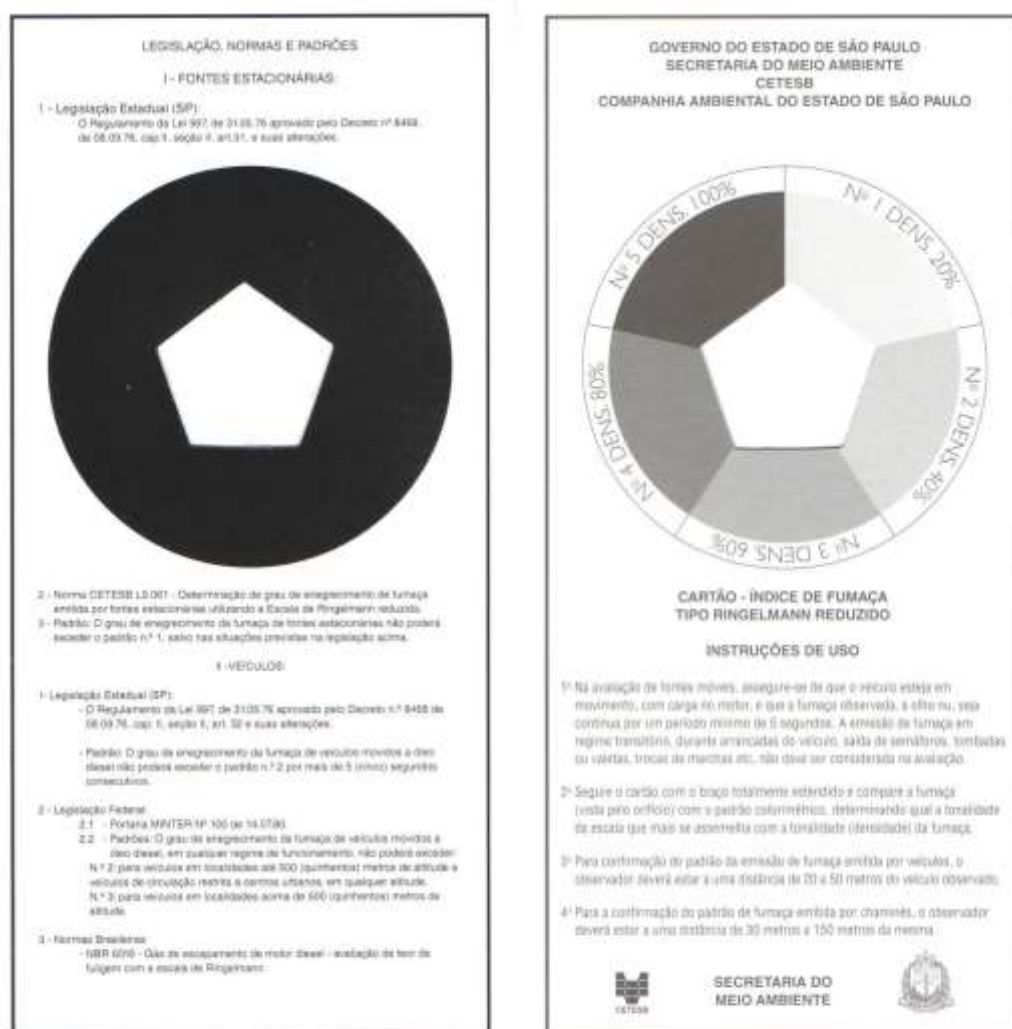 LEGISLAÇÃO, NORMAS E PADRÕES
I - FONTES ESTACIONÁRIAS:
1 - Legislação Estadual (SP):
- O Regulamento da Lei 997, de 31.05.76 aprovado pelo Decreto nº 8468,
de 08.09.76, cap. II, seção II, art.31, e suas alterações.
2 - Norma CETESB L9.061 - Determinação de grau de enegrecimento de fumaça
emitida por fontes estacionárias utilizando a Escala de Ringelmann reduzida.
3 - Padrão: O grau de enegrecimento da fumaça de fontes estacionárias não poderá
exceder o padrão n.º 1, salvo nas situações previstas na legislação acima.
II -VEÍCULOS:
1- Legislação Estadual (SP):
- O Regulamento da Lei 997, de 31.05.76 aprovado pelo Decreto n.º 8468 de
08.09.76, cap. II, seção II, art. 32 e suas alterações.
- Padrão: O grau de enegrecimento da fumaça de veículos movidos a óleo
diesel não poderá exceder o padrão n.º 2 por mais de 5 (cinco) segundos
consecutivos.
2 - Legislação Federal:
2.1 - Portaria MINTER Nº 100 de 14.07.80.
2.2 - Padrões: O grau de enegrecimento da fumaça de veículos movidos a
óleo diesel, em qualquer regime de funcionamento, não poderá exceder:
N.º 2: para veículos em localidades até 500 (quinhentos) metros de altitude e
veículos de circulação restrita a centros urbanos, em qualquer altitude.
N.º 3: para veículos em localidades acima de 500 (quinhentos) metros de
altitude.
3 - Normas Brasileiras
- NBR 6016 - Gás de escapamento de motor diesel - avaliação de teor de
fuligem com a escala de Ringelmann.
GOVERNO DO ESTADO DE SÃO PAULO
SECRETARIA DO MEIO AMBIENTE
CETESB
COMPANHIA AMBIENTAL DO ESTADO DE SÃO PAULO
Nº 1 DENS. 20%
Nº 2 DENS. 40%
Nº 3 DENS. 60%
Nº 4 DENS. 80%
Nº 5 DENS. 100%
CARTÃO - ÍNDICE DE FUMAÇA
TIPO RINGELMANN REDUZIDO
INSTRUÇÕES DE USO
1º Na avaliação de fontes móveis, assegure-se de que o veículo esteja em
movimento, com carga no motor, e que a fumaça observada, a olho nu, seja
contínua por um período mínimo de 5 segundos. A emissão de fumaça em
regime transitório, durante arrancadas do veículo, saída de semáforos, lombadas
ou valetas, trocas de marchas etc, não deve ser considerada na avaliação.
2º Segure o cartão com o braço totalmente estendido e compare a fumaça
(vista pelo orifício) com o padrão colorimétrico, determinando qual a tonalidade
da escala que mais se assemelha com a tonalidade (densidade) da fumaça.
3º Para confirmação do padrão da emissão de fumaça emitida por veículos, o
observador deverá estar a uma distância de 20 a 50 metros do veículo observado.
4º Para a confirmação do padrão de fumaça emitida por chaminés, o observador
deverá estar a uma distância de 30 metros a 150 metros da mesma.
CETESB
SECRETARIA DO
MEIO AMBIENTE